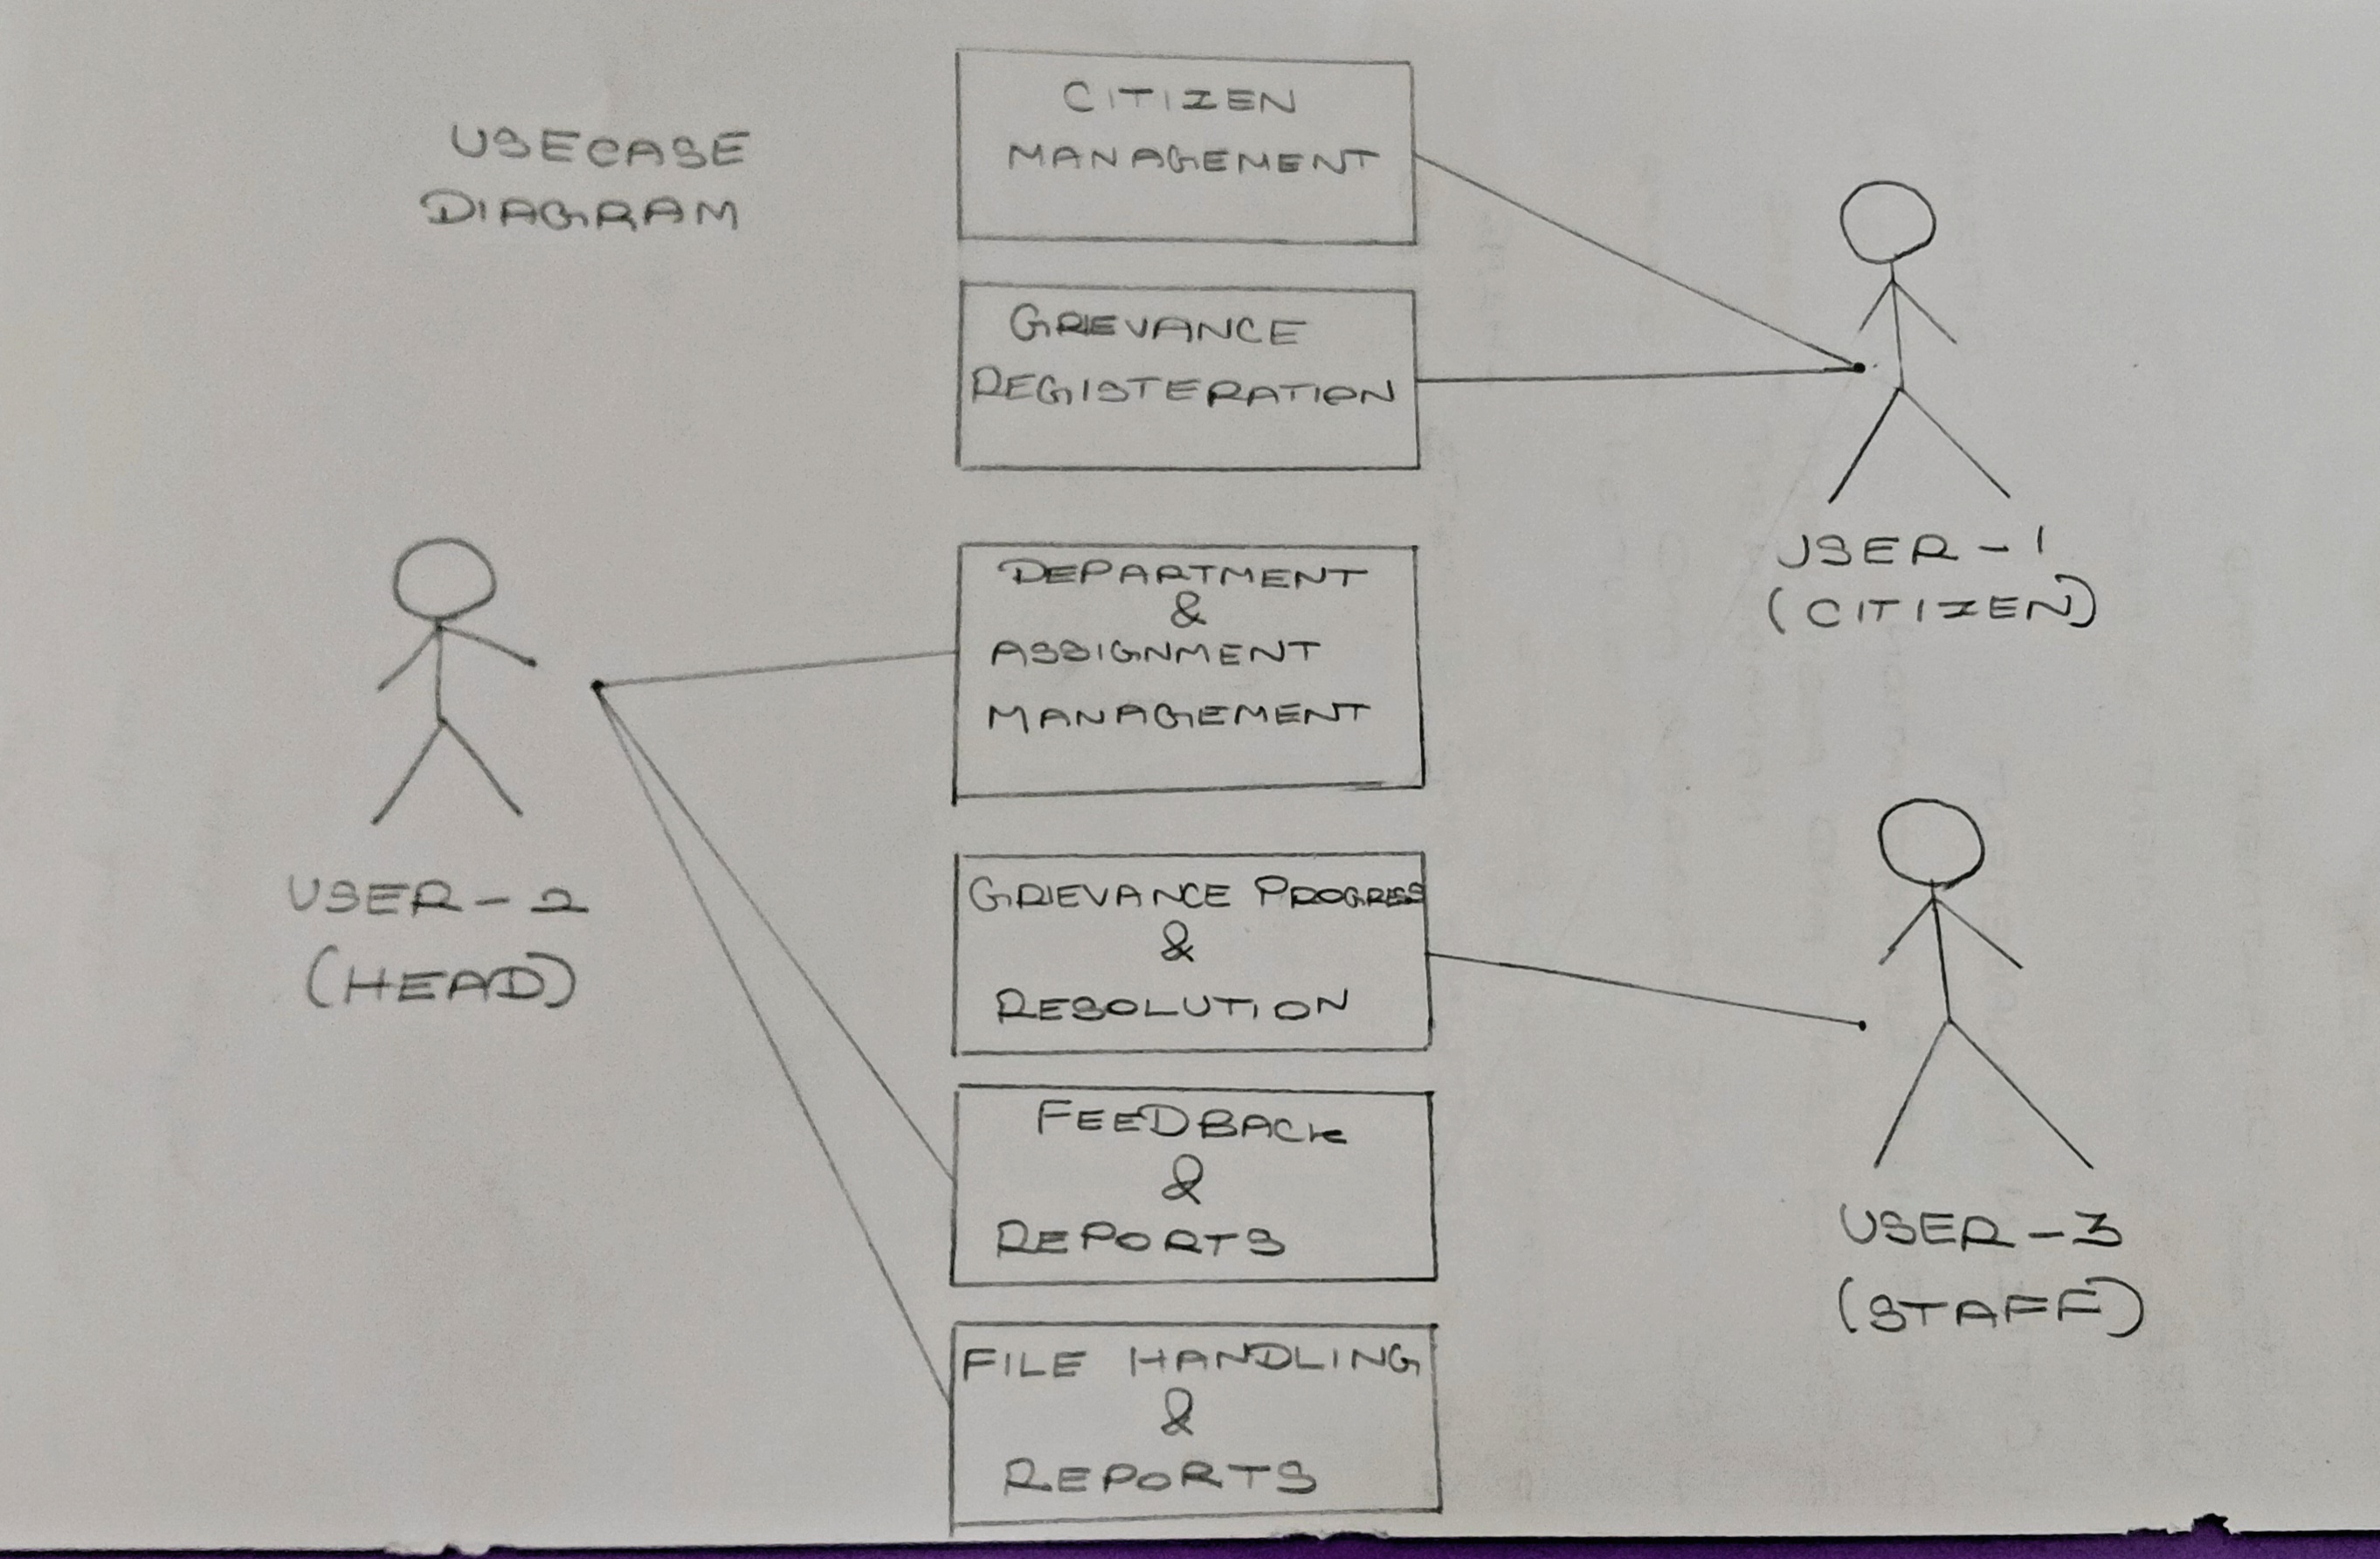 USECASE
DIAGRAM
CITIZEN
MANAGEMENT
GRIEVANCE
REGISTERATION
USER-1
(CITIZEN)
DEPARTMENT
&
ASSIGNMENT
MANAGEMENT
USER-2
(HEAD)
GRIEVANCE PROGRESS
&
RESOLUTION
FEEDBACK
&
REPORTS
USER-3
(STAFF)
FILE HANDLING
&
REPORTS